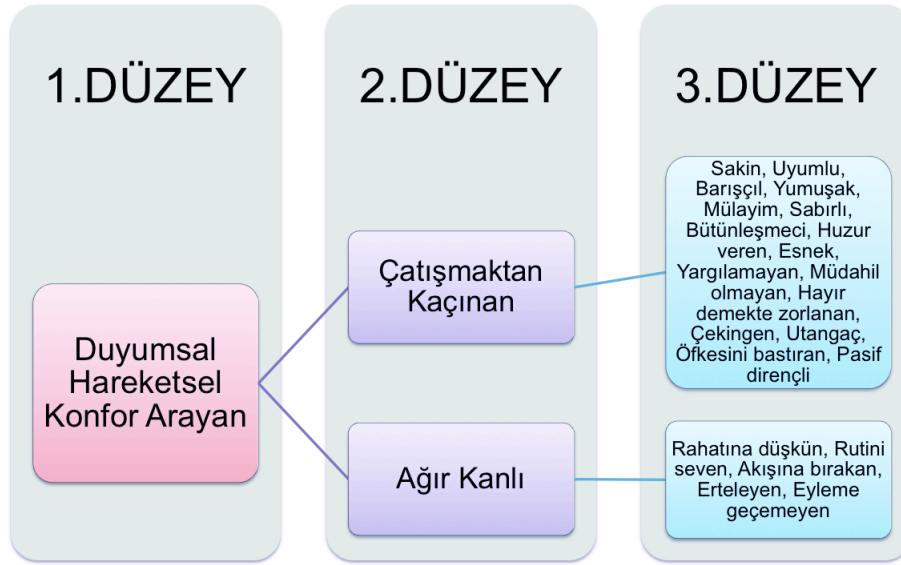 1.DÜZEY
2.DÜZEY
3.DÜZEY
Duyumsal
Hareketsel
Konfor Arayan
Çatışmaktan
Kaçınan
Ağır Kanlı
Sakin, Uyumlu,
Barışçıl, Yumuşak,
Mülayim, Sabırlı,
Bütünleşmeci, Huzur
veren, Esnek,
Yargılamayan, Müdahil
olmayan, Hayır
demekte zorlanan,
Çekingen, Utangaç,
Öfkesini bastıran, Pasif
dirençli
Rahatına düşkün, Rutini
seven, Akışına bırakan,
Erteleyen, Eyleme
geçemeyen